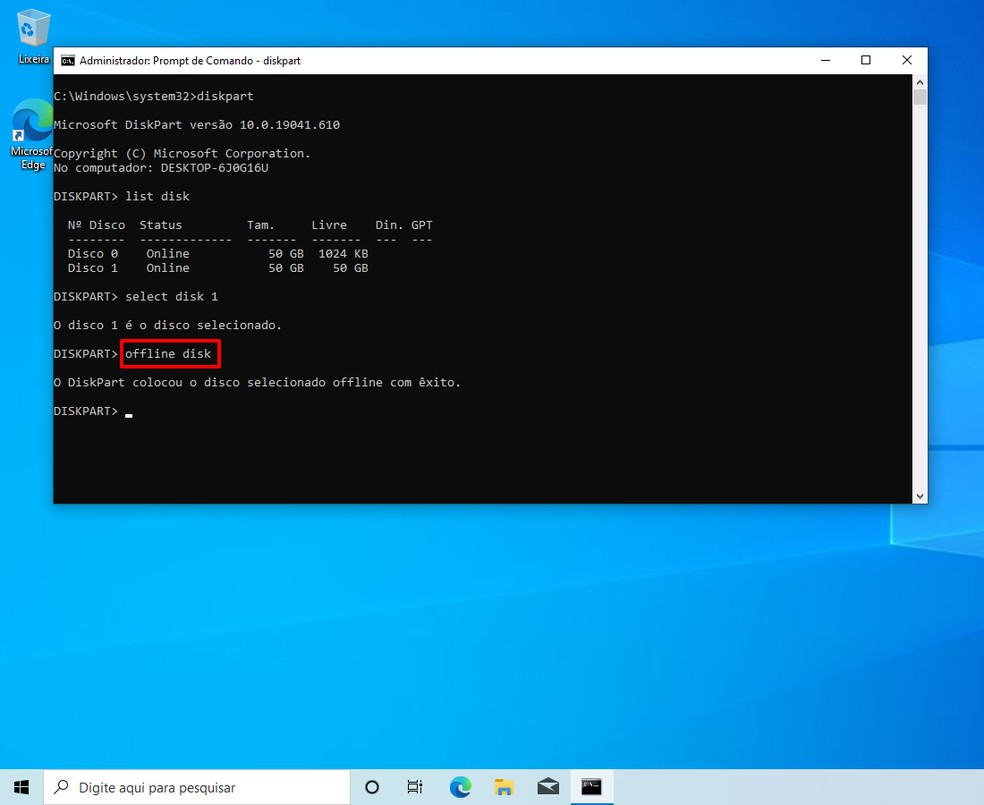 Lixeira
Administrador: Prompt de Comando - diskpart
C:\Windows\system32>diskpart
Microsoft DiskPart versão 10.0.19041.610
Copyright (C) Microsoft Corporation.
No computador: DESKTOP-6J0G16U
DISKPART> list disk
Nº Disco  Status         Tam.     Livre    Din.  GPT
--------  -------------  -------  -------  ---  ---
Disco 0    Online           50 GB  1024 KB
Disco 1    Online           50 GB    50 GB
DISKPART> select disk 1
O disco 1 é o disco selecionado.
DISKPART> offline disk
O DiskPart colocou o disco selecionado offline com êxito.
DISKPART>
Microsof
Edge
Digite aqui para pesquisar